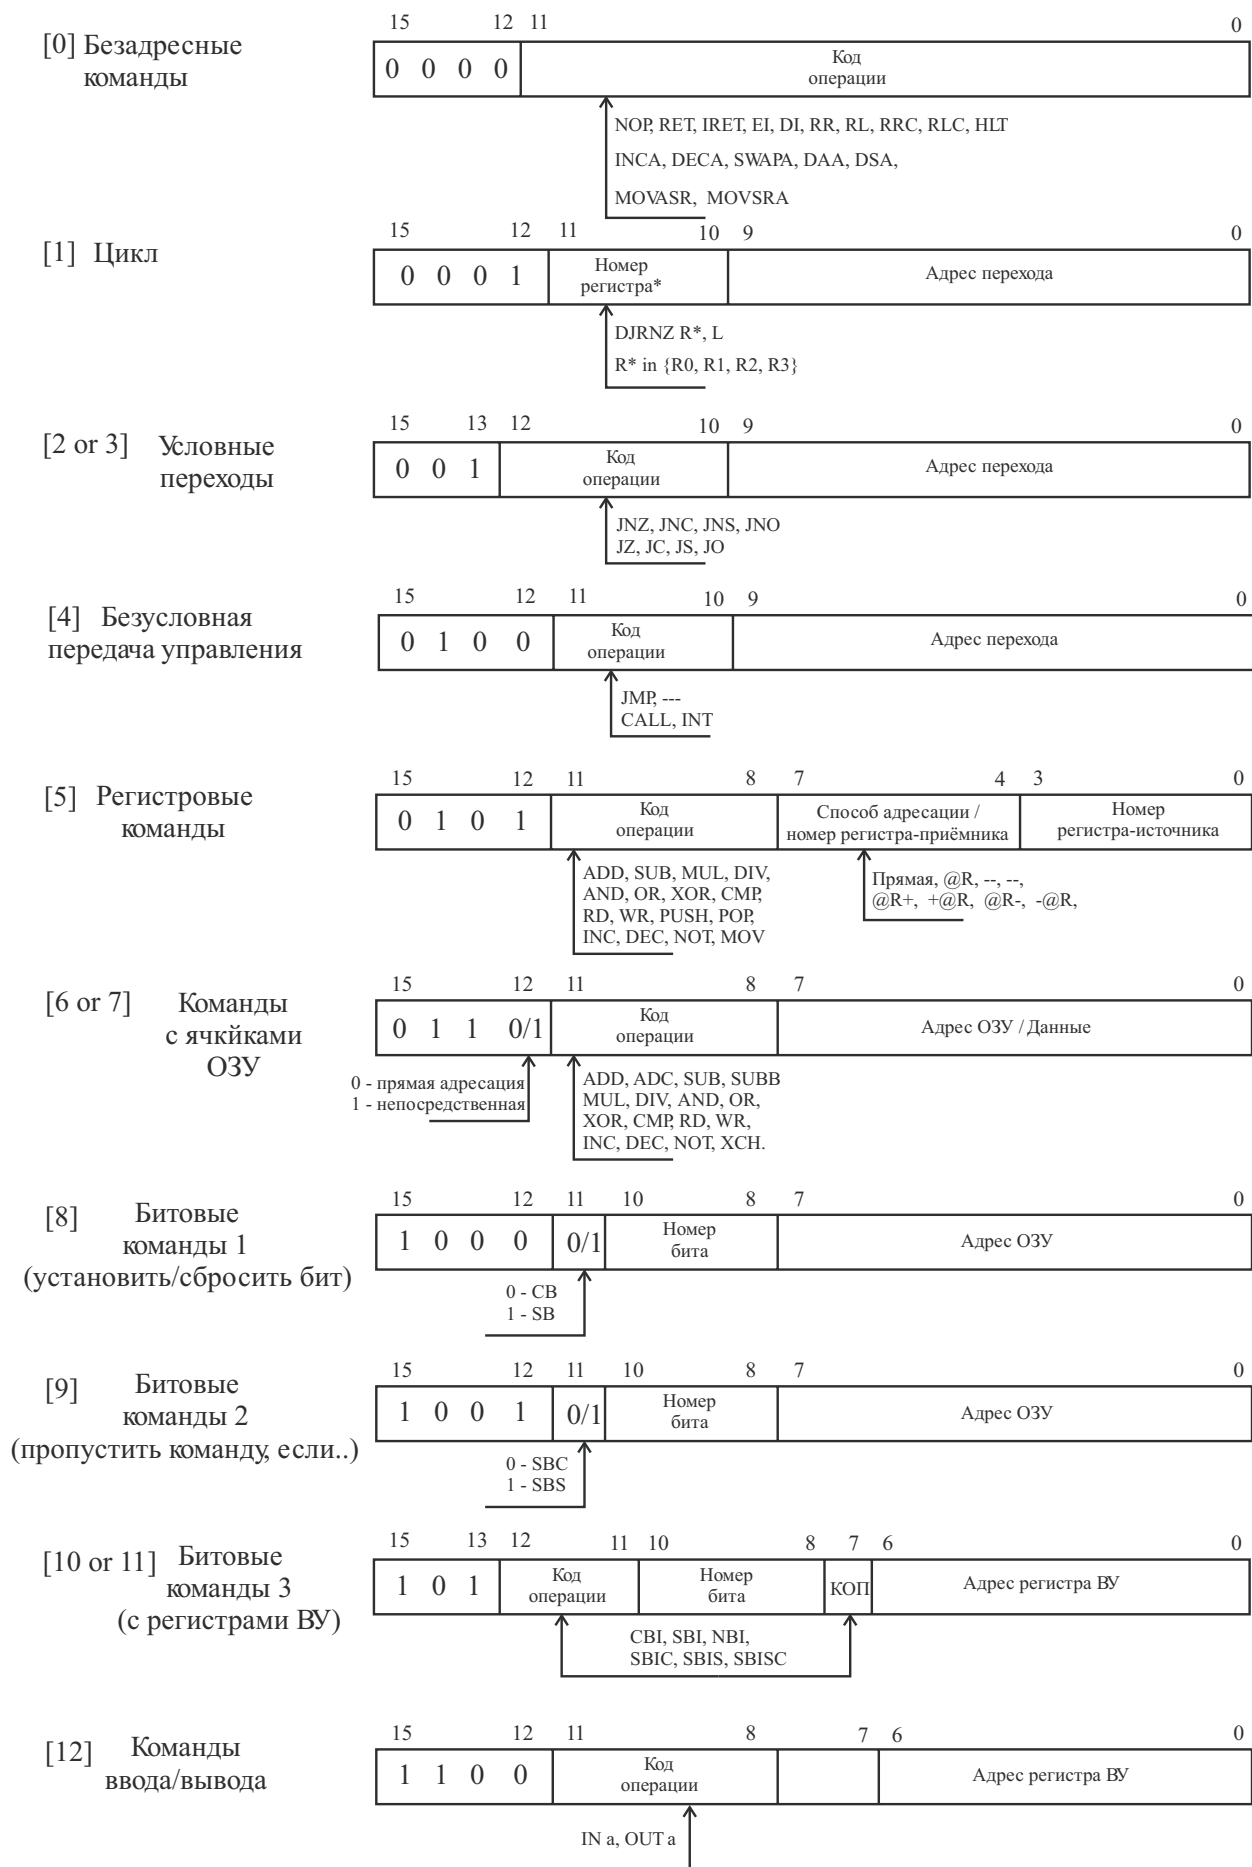 15 12 11 0
[0] Безадресные
команды
0 0 0 0
Код
операции
NOP, RET, IRET, EI, DI, RR, RL, RRC, RLC, HLT
INCA, DECA, SWAPA, DAA, DSA,
MOVASR, MOVSRA
15 12 11 10 9 0
[1] Цикл
0 0 0 1
Номер
регистра*
Адрес перехода
DJRNZ R*, L
R* in {R0, R1, R2, R3}
15 13 12 10 9 0
[2 or 3] Условные
переходы
0 0 1
Код
операции
Адрес перехода
JNZ, JNC, JNS, JNO
JZ, JC, JS, JO
15 12 11 10 9 0
[4] Безусловная
передача управления
0 1 0 0
Код
операции
Адрес перехода
JMP, ---
CALL, INT
15 12 11 8 7 4 3 0
[5] Регистровые
команды
0 1 0 1
Код
операции
Способ адресации /
номер регистра-приёмника
Номер
регистра-источника
ADD, SUB, MUL, DIV,
AND, OR, XOR, CMP,
RD, WR, PUSH, POP,
INC, DEC, NOT, MOV
Прямая, @R, --, --,
@R+, +@R, @R-, -@R,
15 12 11 8 7 0
[6 or 7] Команды
с ячкйками
ОЗУ
0 1 1 0/1
Код
операции
Адрес ОЗУ / Данные
0 - прямая адресация
1 - непосредственная
ADD, ADC, SUB, SUBB
MUL, DIV, AND, OR,
XOR, CMP, RD, WR,
INC, DEC, NOT, XCH.
15 12 11 10 8 7 0
[8] Битовые
команды 1
(установить/сбросить бит)
1 0 0 0 0/1
Номер
бита
Адрес ОЗУ
0 - CB
1 - SB
15 12 11 10 8 7 0
[9] Битовые
команды 2
(пропустить команду, если..)
1 0 0 1 0/1
Номер
бита
Адрес ОЗУ
0 - SBC
1 - SBS
15 13 12 11 10 8 7 6 0
[10 or 11] Битовые
команды 3
(с регистрами ВУ)
1 0 1
Код
операции
Номер
бита
КОП
Адрес регистра ВУ
CBI, SBI, NBI,
SBIC, SBIS, SBISC
15 12 11 8 7 6 0
[12] Команды
ввода/вывода
1 1 0 0
Код
операции
Адрес регистра ВУ
IN a, OUT a